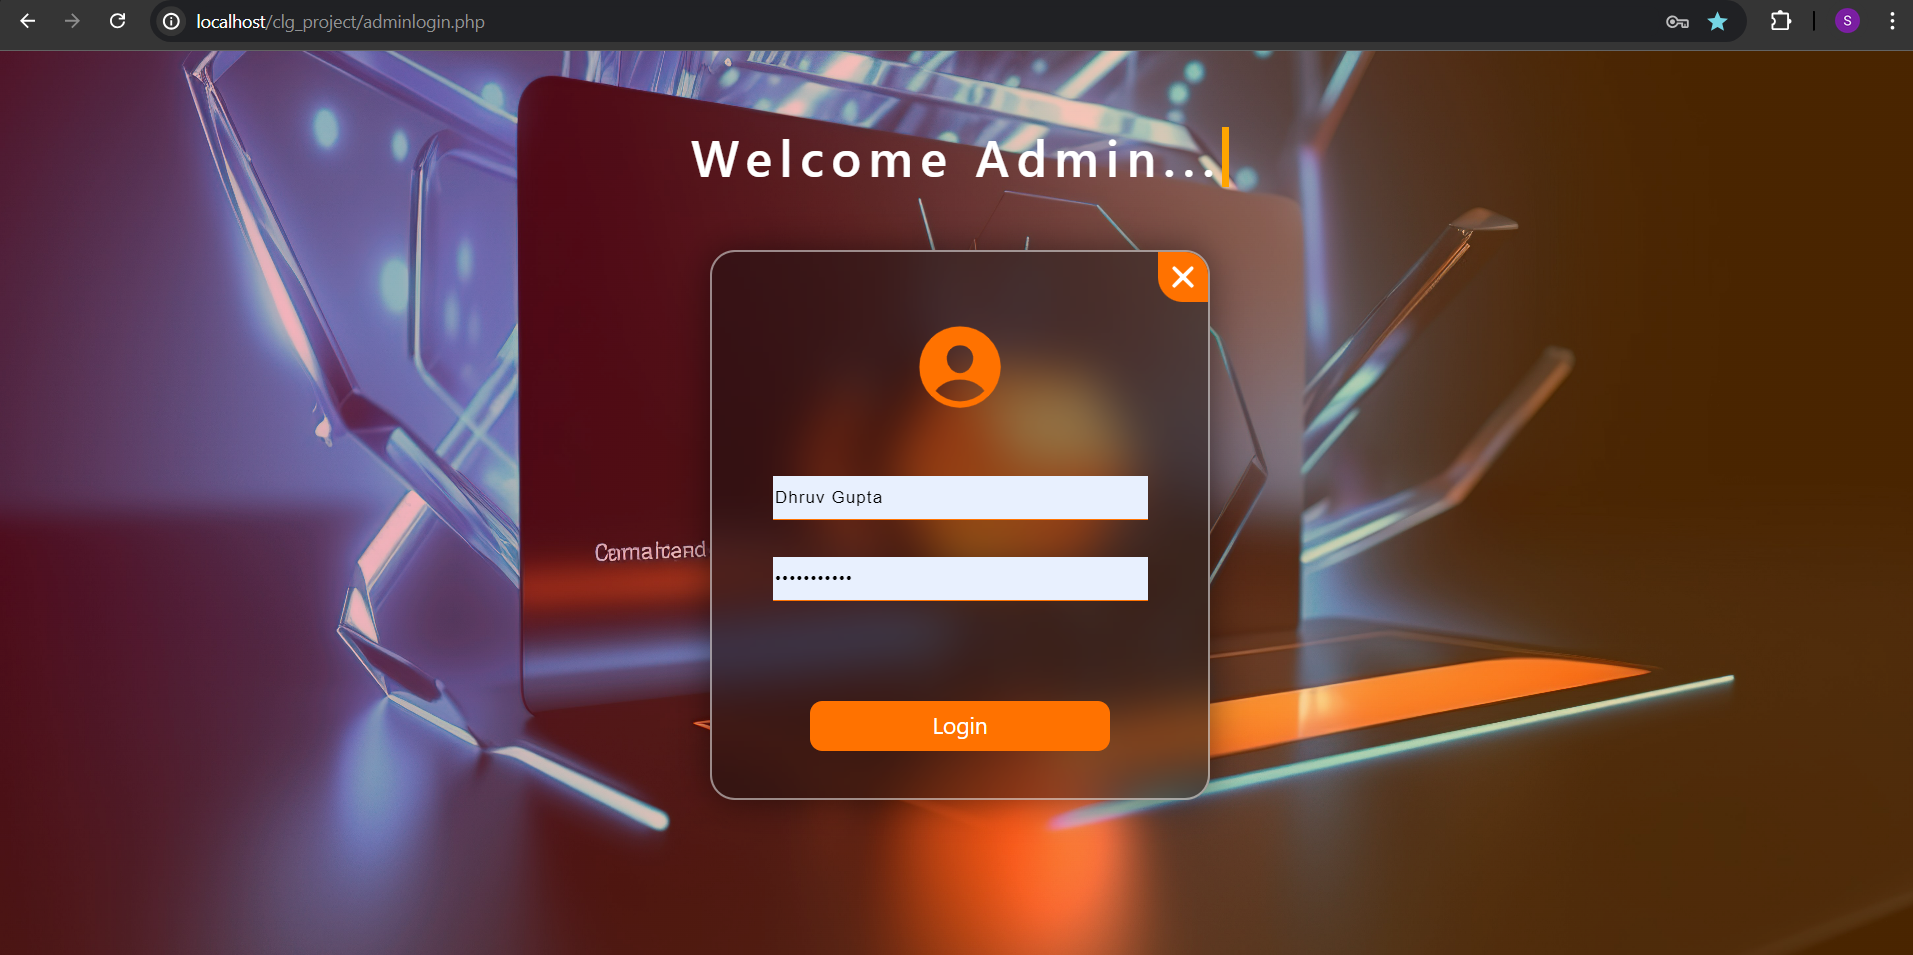 localhost/clg_project/adminlogin.php
S
Welcome Admin...
Dhruv Gupta
•••••••••••
Login